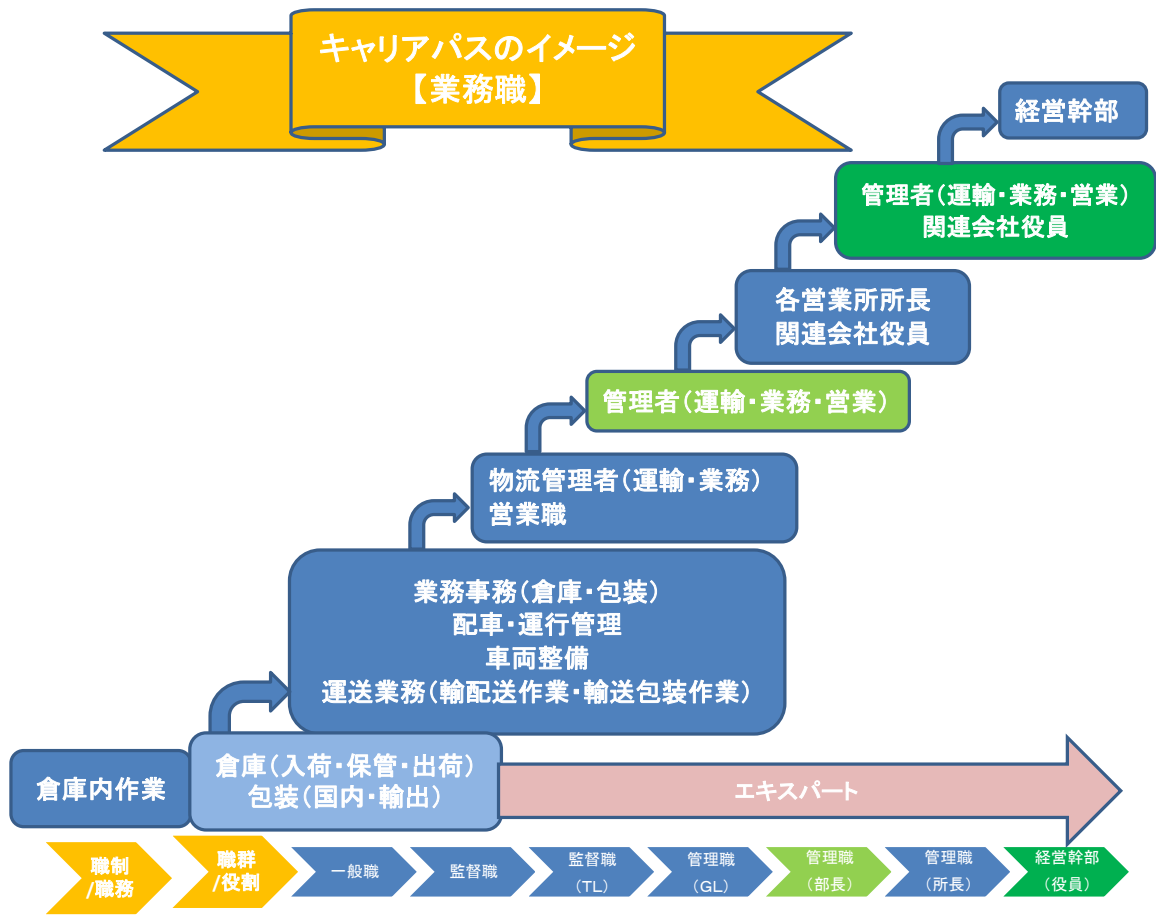 キャリアパスのイメージ
【業務職】
経営幹部
管理者(運輸・業務・営業)
関連会社役員
各営業所所長
関連会社役員
管理者(運輸・業務・営業)
物流管理者(運輸・業務)
営業職
業務事務(倉庫・包装)
配車・運行管理
車両整備
運送業務(輸配送作業・輸送包装作業)
倉庫内作業
倉庫(入荷・保管・出荷)
包装(国内・輸出)
エキスパート
職制
/職務
職群
/役割
一般職
監督職
監督職
(TL)
管理職
(GL)
管理職
(部長)
管理職
(所長)
経営幹部
(役員)